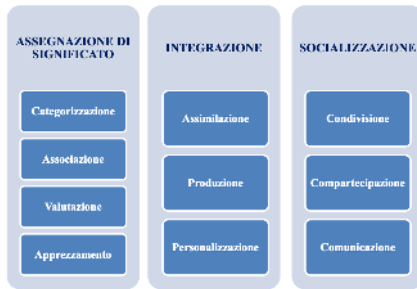 ASSEGNAZIONE DI
SIGNIFICATO
Categorizzazione
Associazione
Valutazione
Apprezzamento
INTEGRAZIONE
Assimilazione
Produzione
Personalizzazione
SOCIALIZZAZIONE
Condivisione
Compartecipazione
Comunicazione